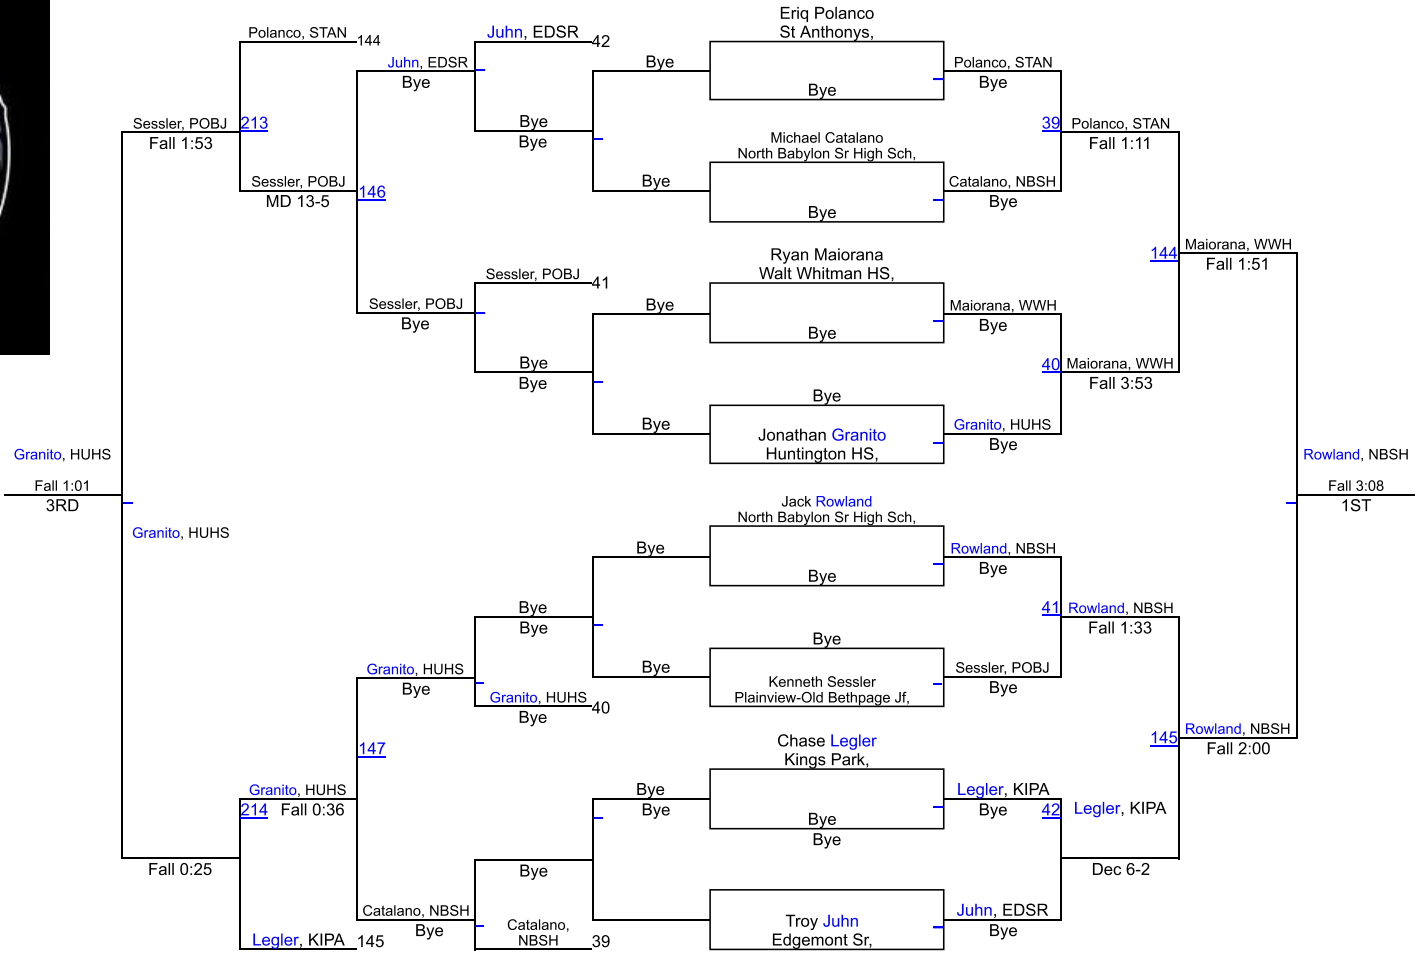 Eriq Polanco
St Anthonys,
Polanco, STAN
144
Juhn, EDSR
42
Juhn, EDSR
Bye
Bye
Polanco, STAN
Bye
Bye
Sessler, POBJ
Fall 1:53
213
Bye
Bye
Michael Catalano
North Babylon Sr High Sch,
39
Polanco, STAN
Fall 1:11
Sessler, POBJ
MD 13-5
146
Bye
Catalano, NBSH
Bye
Bye
Ryan Maiorana
Walt Whitman HS,
144
Maiorana, WWH
Fall 1:51
Sessler, POBJ
41
Sessler, POBJ
Bye
Bye
Maiorana, WWH
Bye
Bye
Bye
Bye
40
Maiorana, WWH
Fall 3:53
Bye
Bye
Jonathan Granito
Huntington HS,
Granito, HUHS
Bye
Granito, HUHS
Fall 1:01
3RD
Rowland, NBSH
Fall 3:08
1ST
Granito, HUHS
Jack Rowland
North Babylon Sr High Sch,
Bye
Rowland, NBSH
Bye
Bye
Bye
Bye
41
Rowland, NBSH
Fall 1:33
Bye
Granito, HUHS
Bye
Bye
Kenneth Sessler
Plainview-Old Bethpage Jf,
Sessler, POBJ
Bye
Granito, HUHS
Bye
40
147
Chase Legler
Kings Park,
145
Rowland, NBSH
Fall 2:00
Granito, HUHS
214
Fall 0:36
Bye
Bye
Bye
Bye
Legler, KIPA
Bye
42
Legler, KIPA
Fall 0:25
Bye
Dec 6-2
Catalano, NBSH
Bye
Catalano,
NBSH
39
Troy Juhn
Edgemont Sr,
Juhn, EDSR
Bye
Legler, KIPA
145